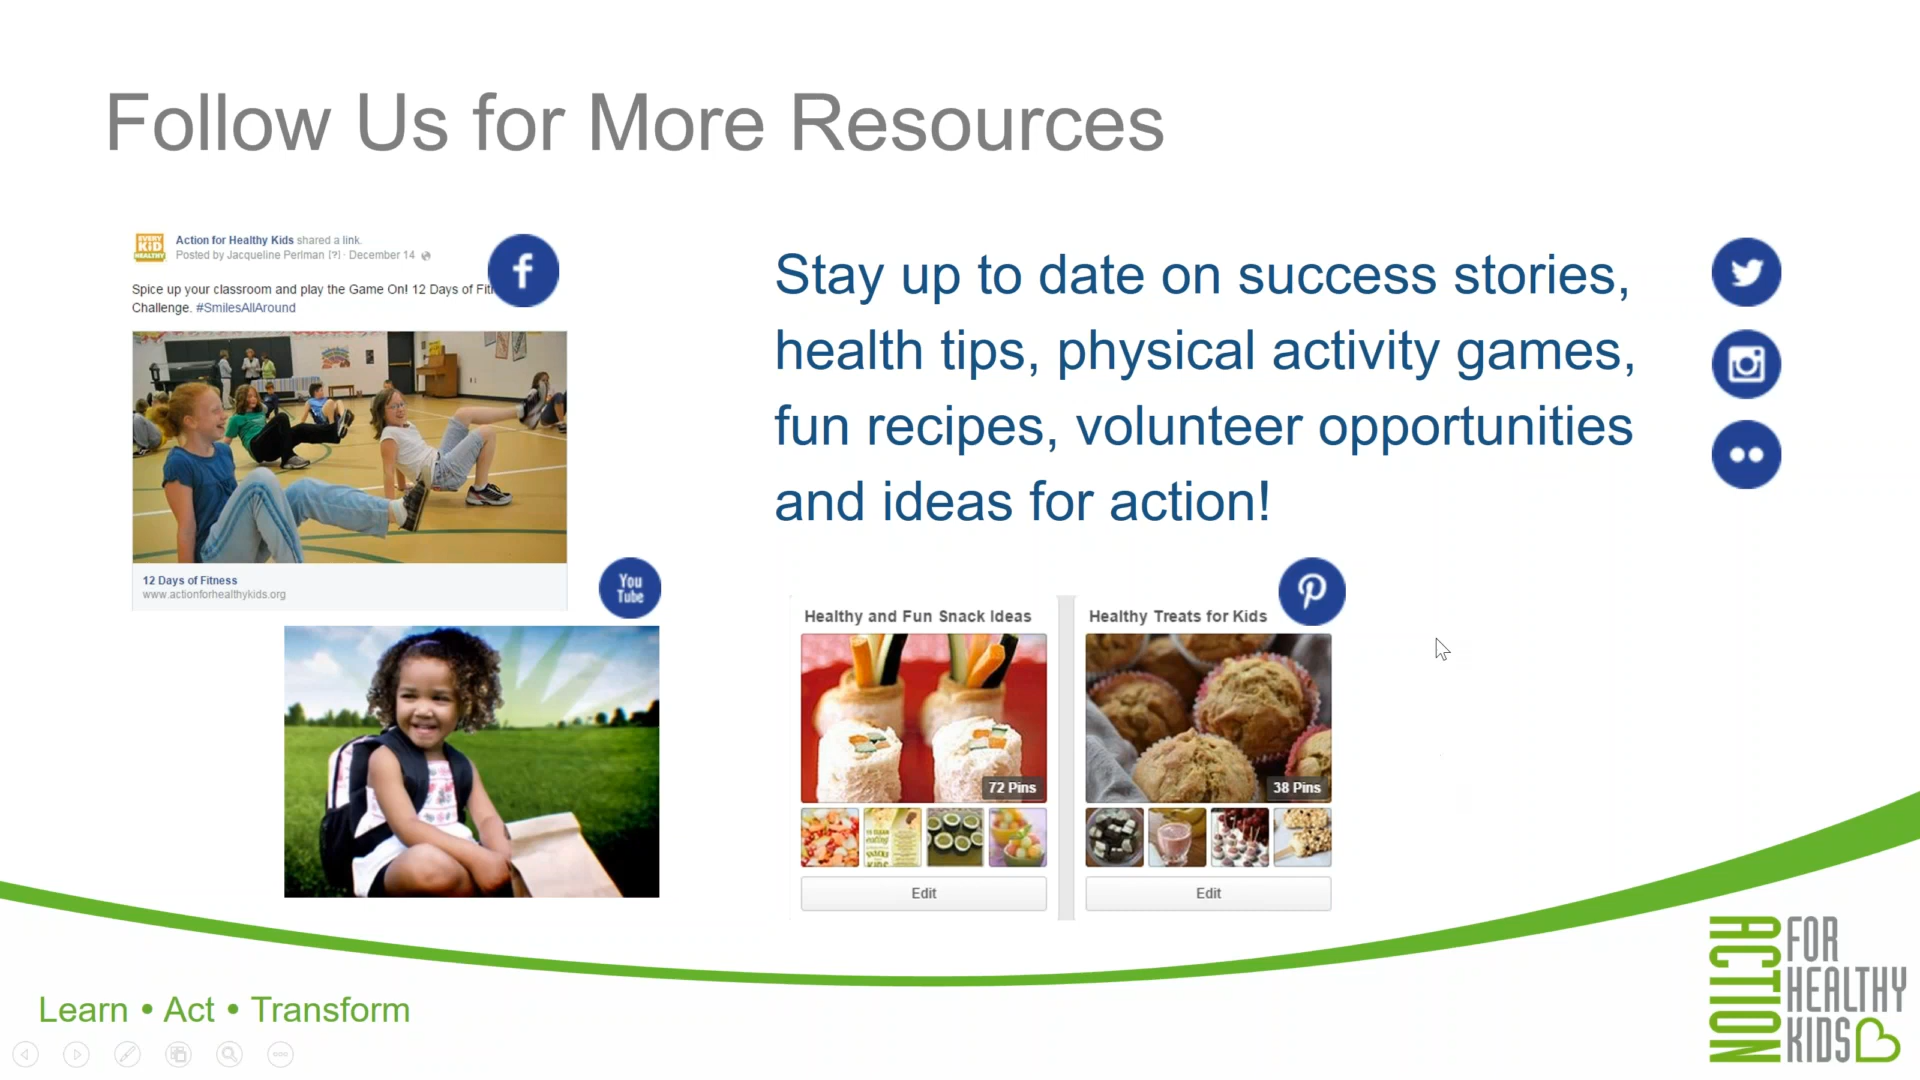 Follow Us for More Resources
EVERY
KiD
HEALTHY
Action for Healthy Kids shared a link.
Posted by Jacqueline Perlman [?] · December 14
Spice up your classroom and play the Game On! 12 Days of Fit
Challenge. #SmilesAllAround
f
12 Days of Fitness
www.actionforhealthykids.org
You
Tube
Stay up to date on success stories,
health tips, physical activity games,
fun recipes, volunteer opportunities
and ideas for action!
Healthy and Fun Snack Ideas
72 Pins
Edit
Healthy Treats for Kids
38 Pins
Edit
Learn • Act • Transform
ACTION
FOR
HEALTHY
KIDS